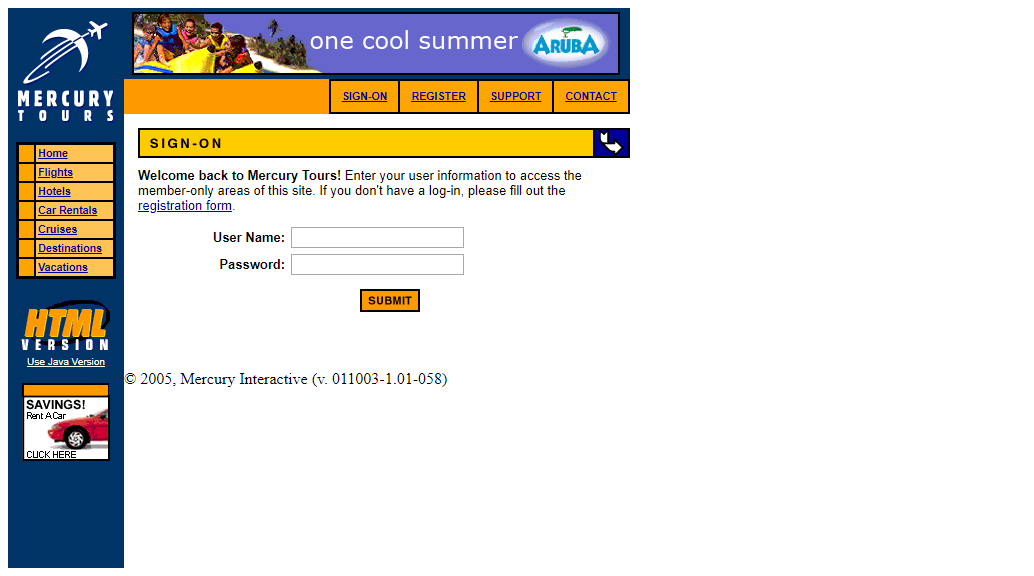 one cool summer ARUBA
MERCURY
TOURS
SIGN-ON REGISTER SUPPORT CONTACT
SIGN-ON
Welcome back to Mercury Tours! Enter your user information to access the
member-only areas of this site. If you don't have a log-in, please fill out the
registration form.
User Name:
Password:
SUBMIT
Home
Flights
Hotels
Car Rentals
Cruises
Destinations
Vacations
HTML
VERSION
Use Java Version
SAVINGS!
Rent A Car
CLICK HERE
© 2005, Mercury Interactive (v. 011003-1.01-058)